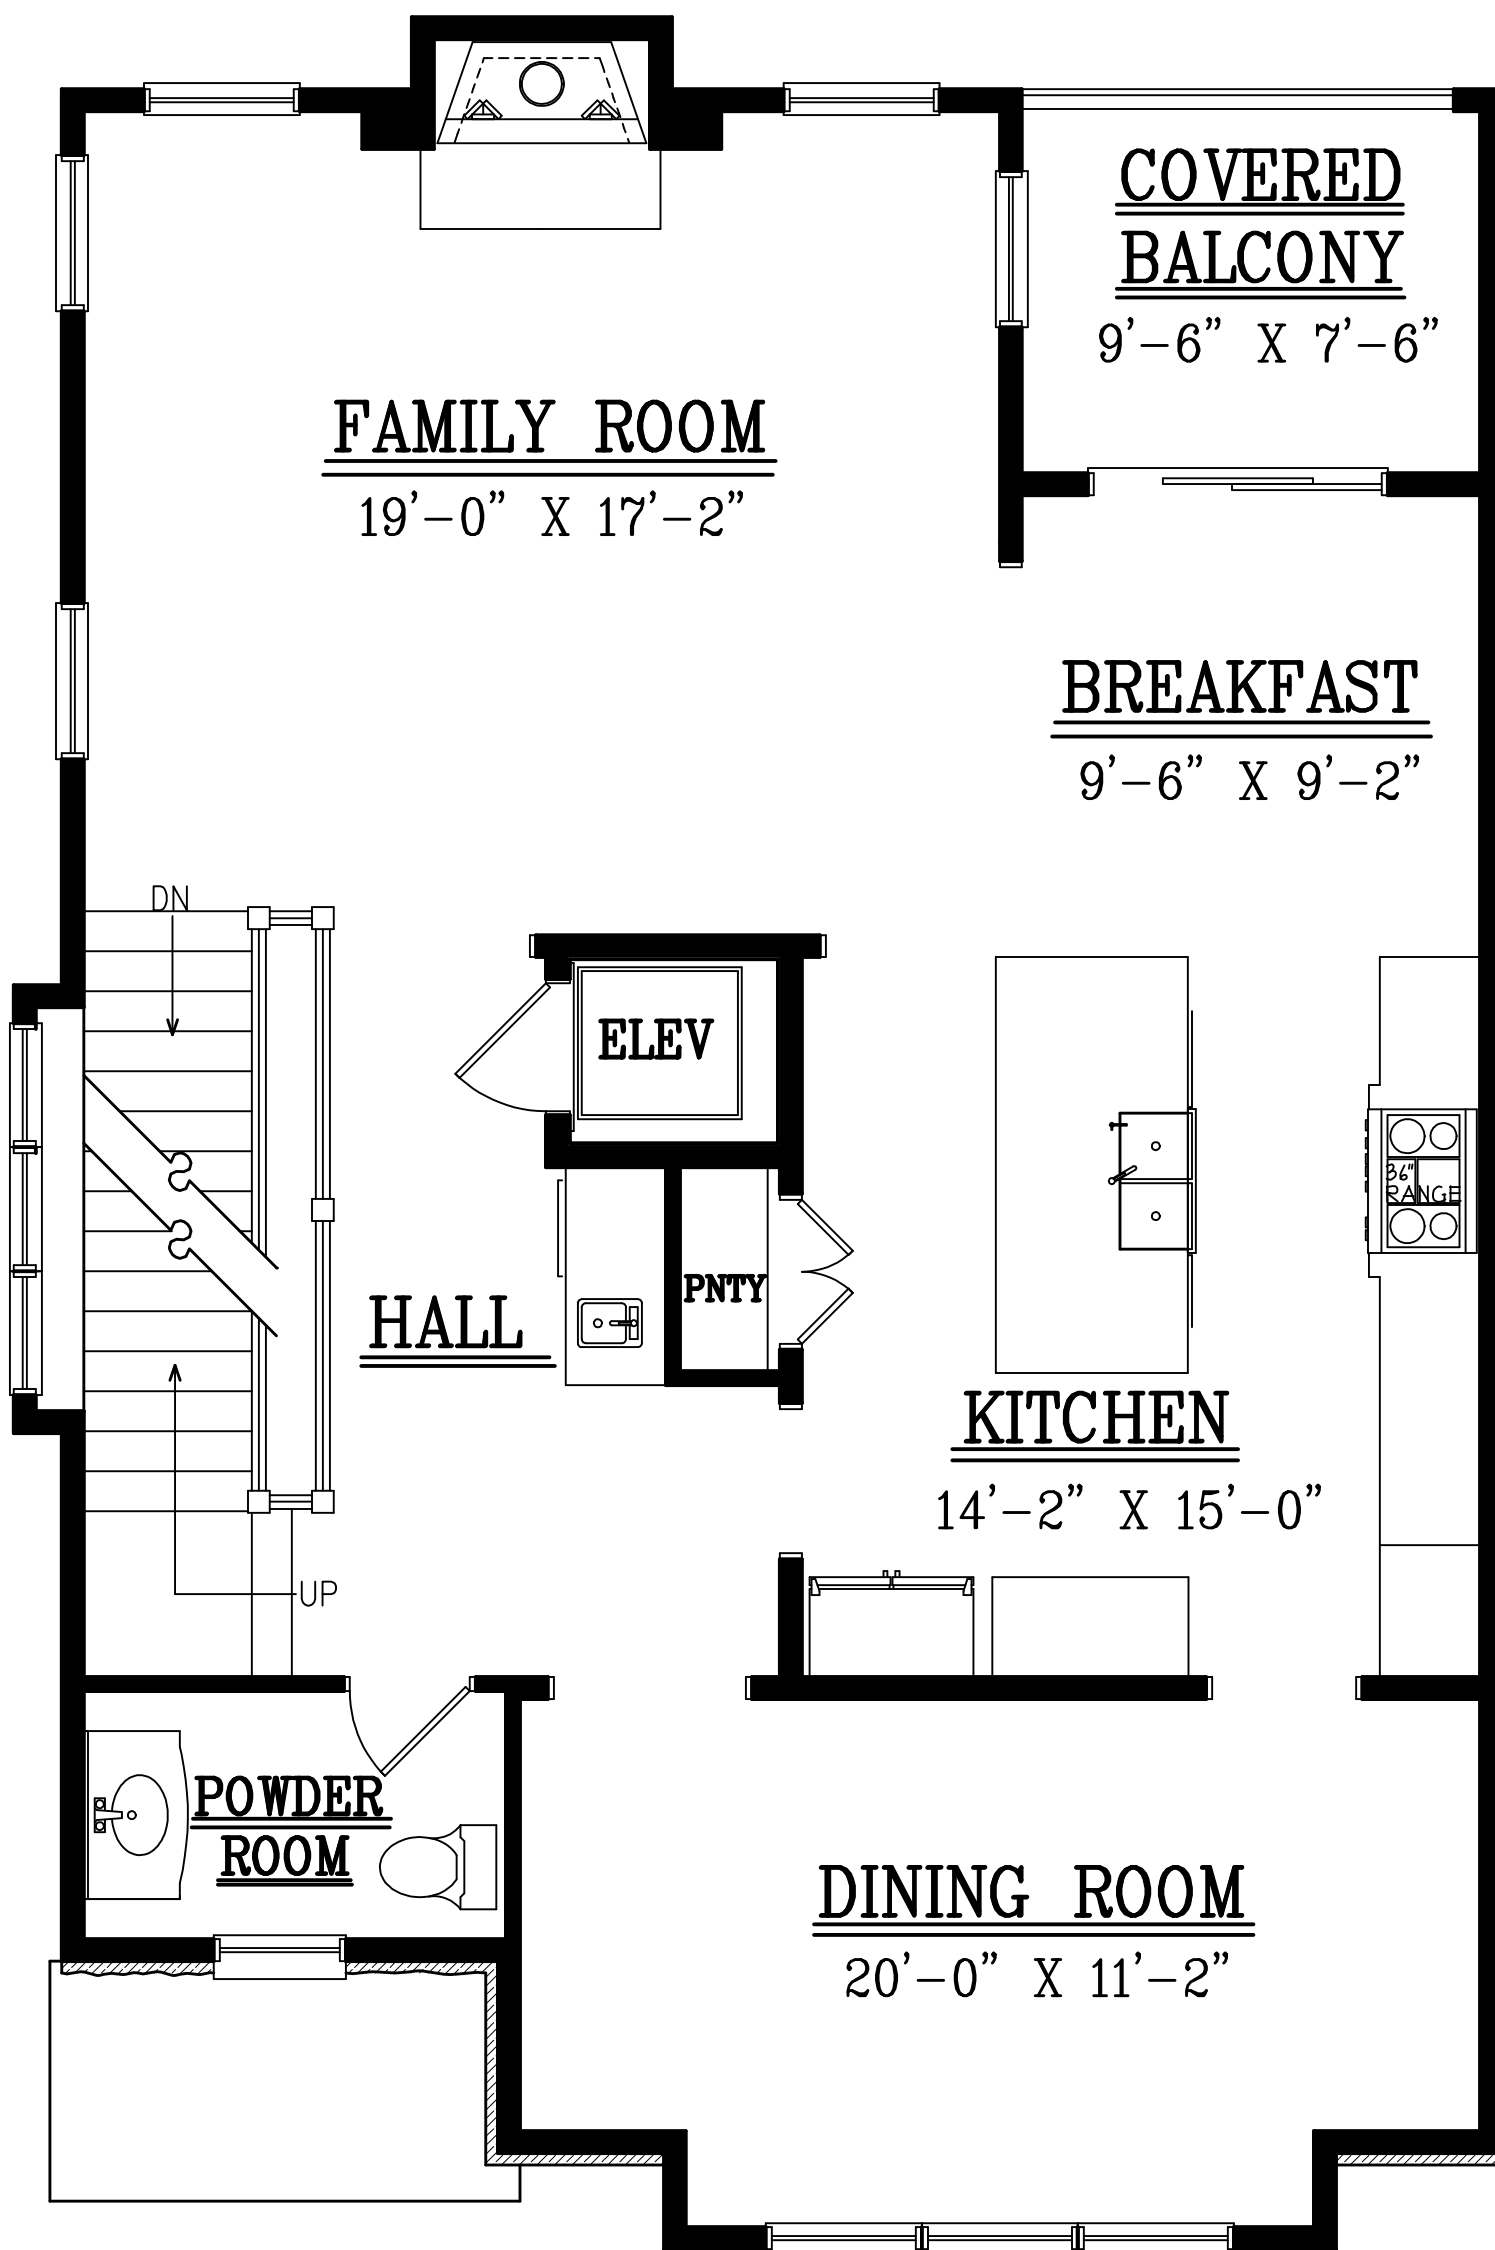 COVERED
BALCONY
9'-6" X 7'-6"
FAMILY ROOM
19'-0" X 17'-2"
BREAKFAST
9'-6" X 9'-2"
DN
ELEV
36"
RANGE
PNTY
HALL
KITCHEN
14'-2" X 15'-0"
UP
POWDER
ROOM
DINING ROOM
20'-0" X 11'-2"